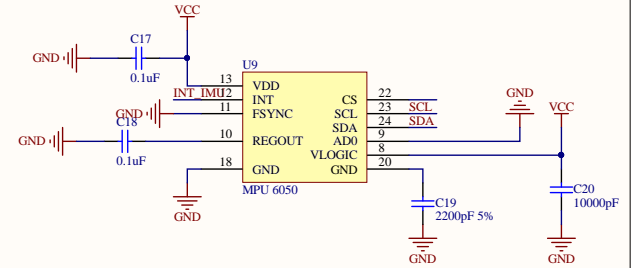 VCC
C17
GND
0.1uF
U9
13
VDD
INT_IMU
12
INT
CS
22
GND
11
FSYNC
SCL
23
SCL
GND
VCC
C18
SDA
24
SDA
GND
10
REGOUT
AD0
9
0.1uF
VLOGIC
8
18
GND
GND
20
MPU 6050
C20
10000pF
C19
2200pF 5%
GND
GND
GND